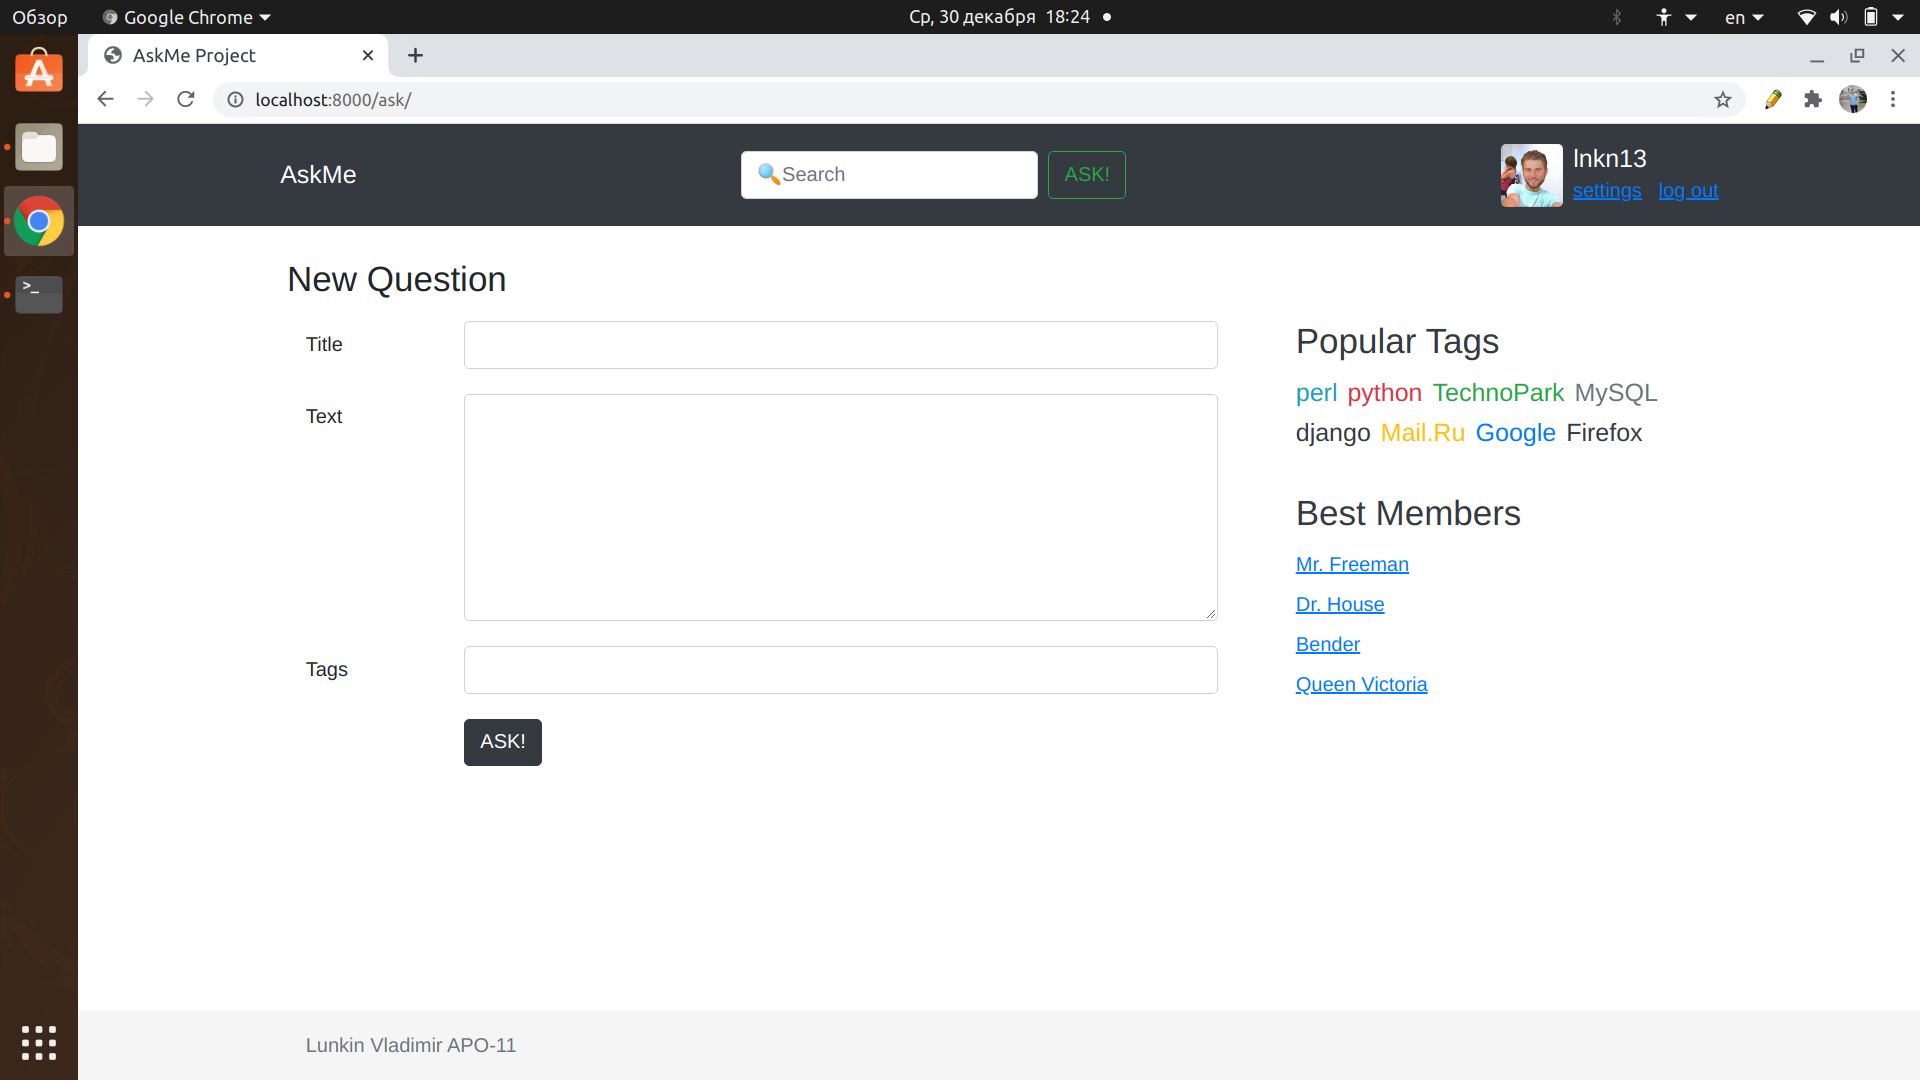 Обзор
Google Chrome
Ср, 30 декабря 18:24
en
AskMe Project
localhost:8000/ask/
AskMe
Search
ASK!
lnkn13
settings log out
New Question
Title
Text
Tags
ASK!
Popular Tags
perl python TechnoPark MySQL
django Mail.Ru Google Firefox
Best Members
Mr. Freeman
Dr. House
Bender
Queen Victoria
Lunkin Vladimir APO-11